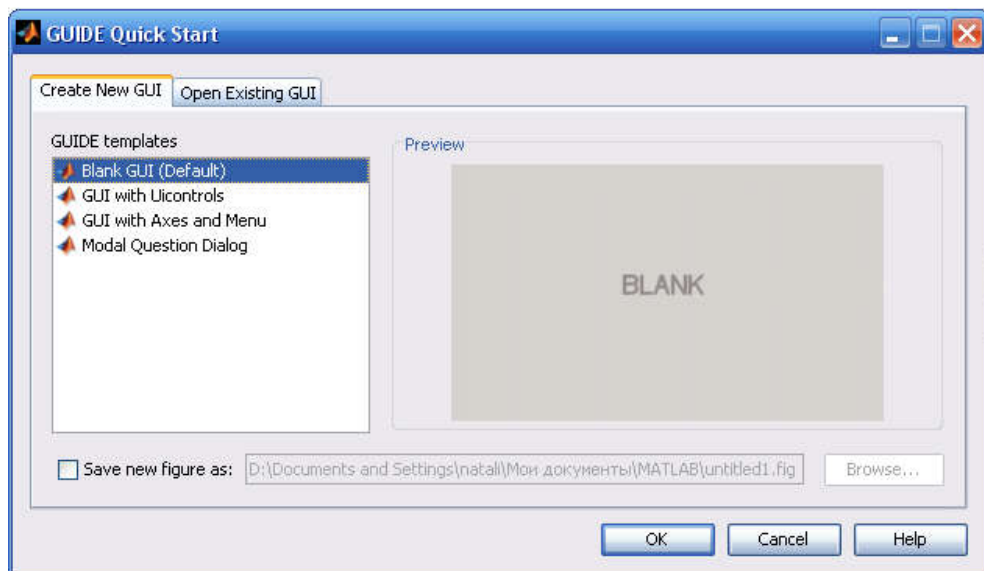 GUIDE Quick Start
Create New GUI Open Existing GUI
GUIDE templates
Blank GUI (Default)
GUI with Uicontrols
GUI with Axes and Menu
Modal Question Dialog
Preview
BLANK
Save new figure as: D:\Documents and Settings\natali\Мои документы\MATLAB\untitled1.fig Browse...
OK Cancel Help